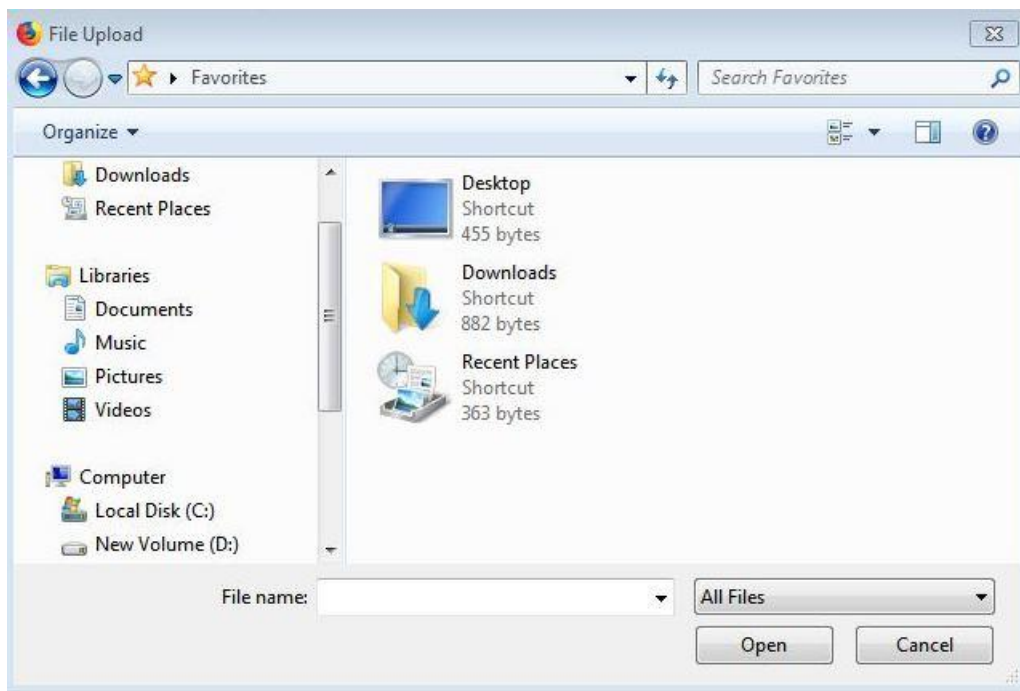 File Upload
Favorites
Search Favorites
Organize
Downloads
Recent Places
Libraries
Documents
Music
Pictures
Videos
Computer
Local Disk (C:)
New Volume (D:)
Desktop
Shortcut
455 bytes
Downloads
Shortcut
882 bytes
Recent Places
Shortcut
363 bytes
File name:
All Files
Open
Cancel